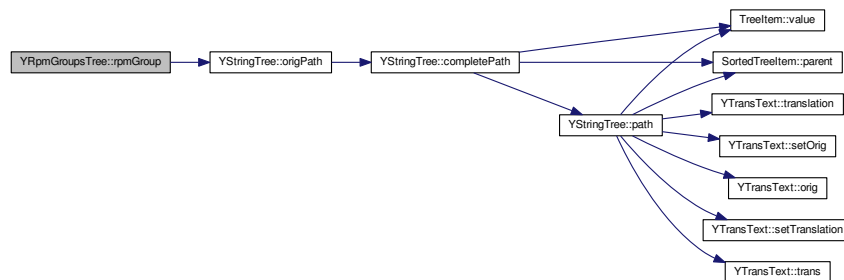 TreeItem::value
YRpmGroupsTree::rpmGroup
YStringTree::origPath
YStringTree::completePath
SortedTreeItem::parent
YTransText::translation
YStringTree::path
YTransText::setOrig
YTransText::orig
YTransText::setTranslation
YTransText::trans